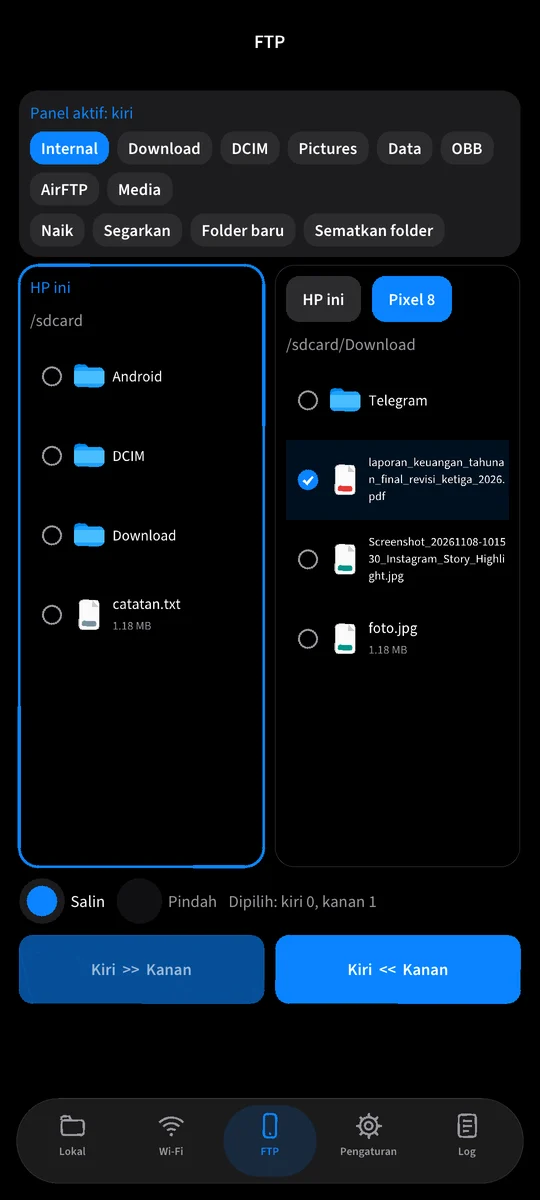 FTP
Panel aktif: kiri
Internal Download DCIM Pictures Data OBB
AirFTP Media
Naik Segarkan Folder baru Sematkan folder
HP ini
/sdcard
Android
DCIM
Download
catatan.txt
1.18 MB
HP ini Pixel 8
/sdcard/Download
Telegram
laporan_keuangan_tahuna
n_final_revisi_ketiga_2026.
pdf
Screenshot_20261108-1015
30_Instagram_Story_Highli
ght.jpg
foto.jpg
1.18 MB
Salin Pindah Dipilih: kiri 0, kanan 1
Kiri >> Kanan Kiri << Kanan
Lokal Wi-Fi FTP Pengaturan Log